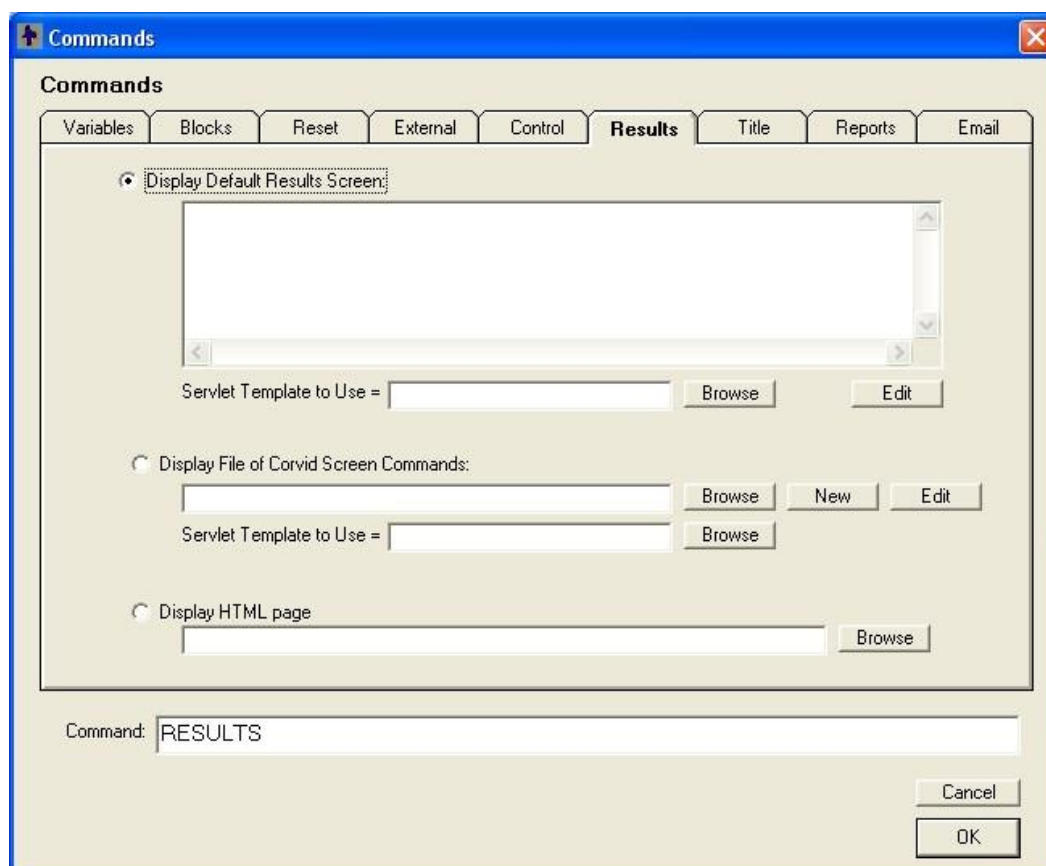 Commands
Commands
Variables Blocks Reset External Control Results Title Reports Email
Display Default Results Screen:
Servlet Template to Use = Browse Edit
Display File of Corvid Screen Commands:
Browse New Edit
Servlet Template to Use = Browse
Display HTML page
Browse
Command: RESULTS
Cancel
OK